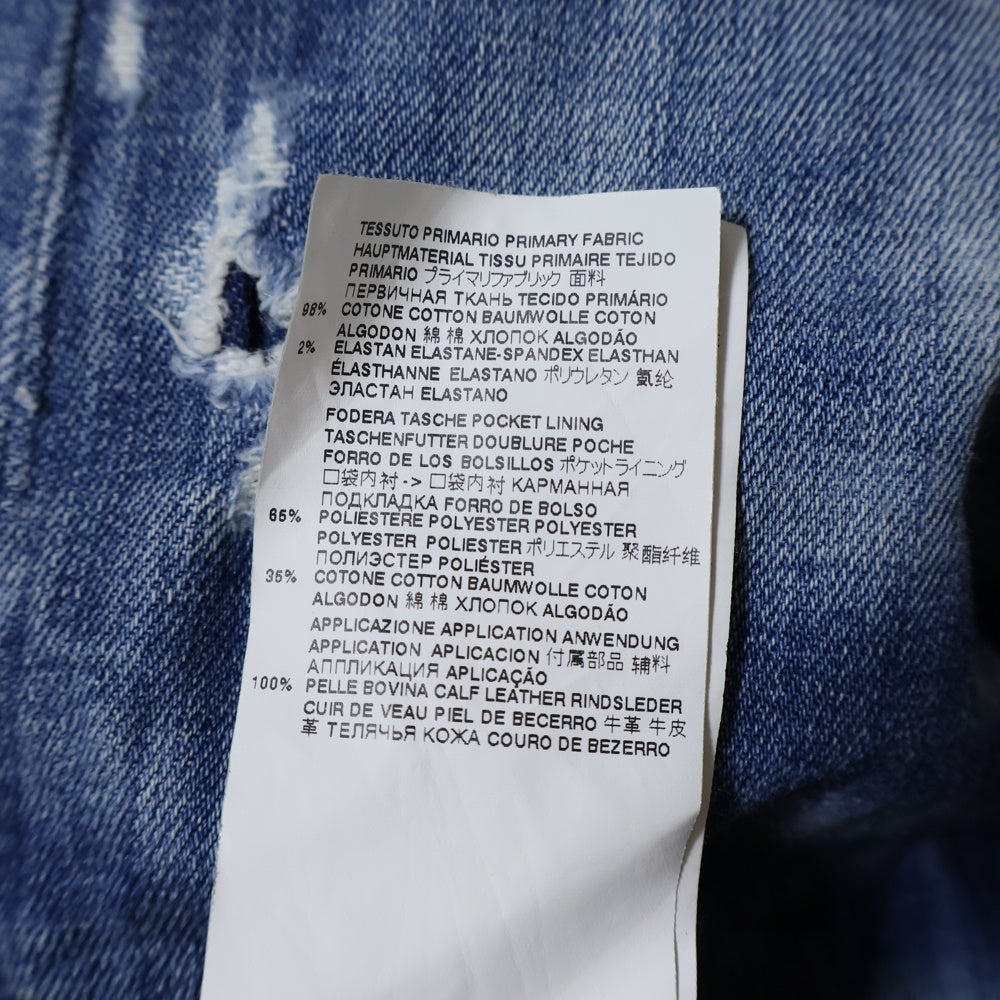 TESSUTO PRIMARIO PRIMARY FABRIC
HAUPTMATERIAL TISSU PRIMAIRE TEJIDO
PRIMARIO プライマリファブリック 面料
ПЕРВИЧНАЯ ТКАНЬ TECIDO PRIMÁRIO
98% COTONE COTTON BAUMWOLLE COTON
ALGODON 綿 棉 ХЛОПОК ALGODÃO
2% ELASTAN ELASTANE-SPANDEX ELASTHAN
ÉLASTHANNE ELASTANO ポリウレタン 氨纶
ЭЛАСТАН ELASTANO
FODERA TASCHE POCKET LINING
TASCHENFUTTER DOUBLURE POCHE
FORRO DE LOS BOLSILLOS ポケットライニング
口袋内衬 -> 口袋内衬 КАРМАННАЯ
ПОДКЛАДКА FORRO DE BOLSO
65% POLIESTERE POLYESTER POLYESTER
POLYESTER POLIESTER ポリエステル 聚酯纤维
ПОЛИЭСТЕР POLIÉSTER
35% COTONE COTTON BAUMWOLLE COTON
ALGODON 綿 棉 ХЛОПОК ALGODÃO
APPLICAZIONE APPLICATION ANWENDUNG
APPLICATION APLICACION 付属部品 辅料
АППЛИКАЦИЯ APLICAÇÃO
100% PELLE BOVINA CALF LEATHER RINDSLEDER
CUIR DE VEAU PIEL DE BECERRO 牛革 牛皮
革 ТЕЛЯЧЬЯ КОЖА COURO DE BEZERRO